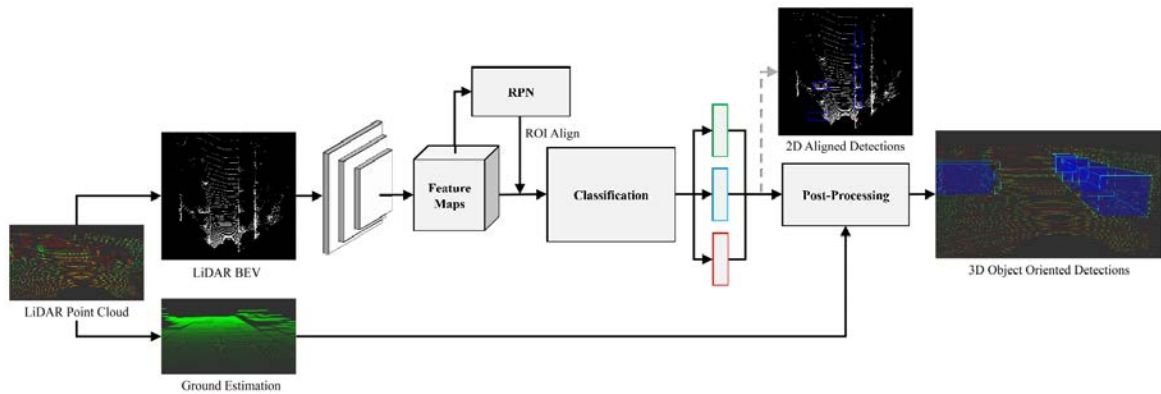 RPN
ROI Align
2D Aligned Detections
Feature
Maps
Classification
Post-Processing
LiDAR BEV
3D Object Oriented Detections
LiDAR Point Cloud
Ground Estimation